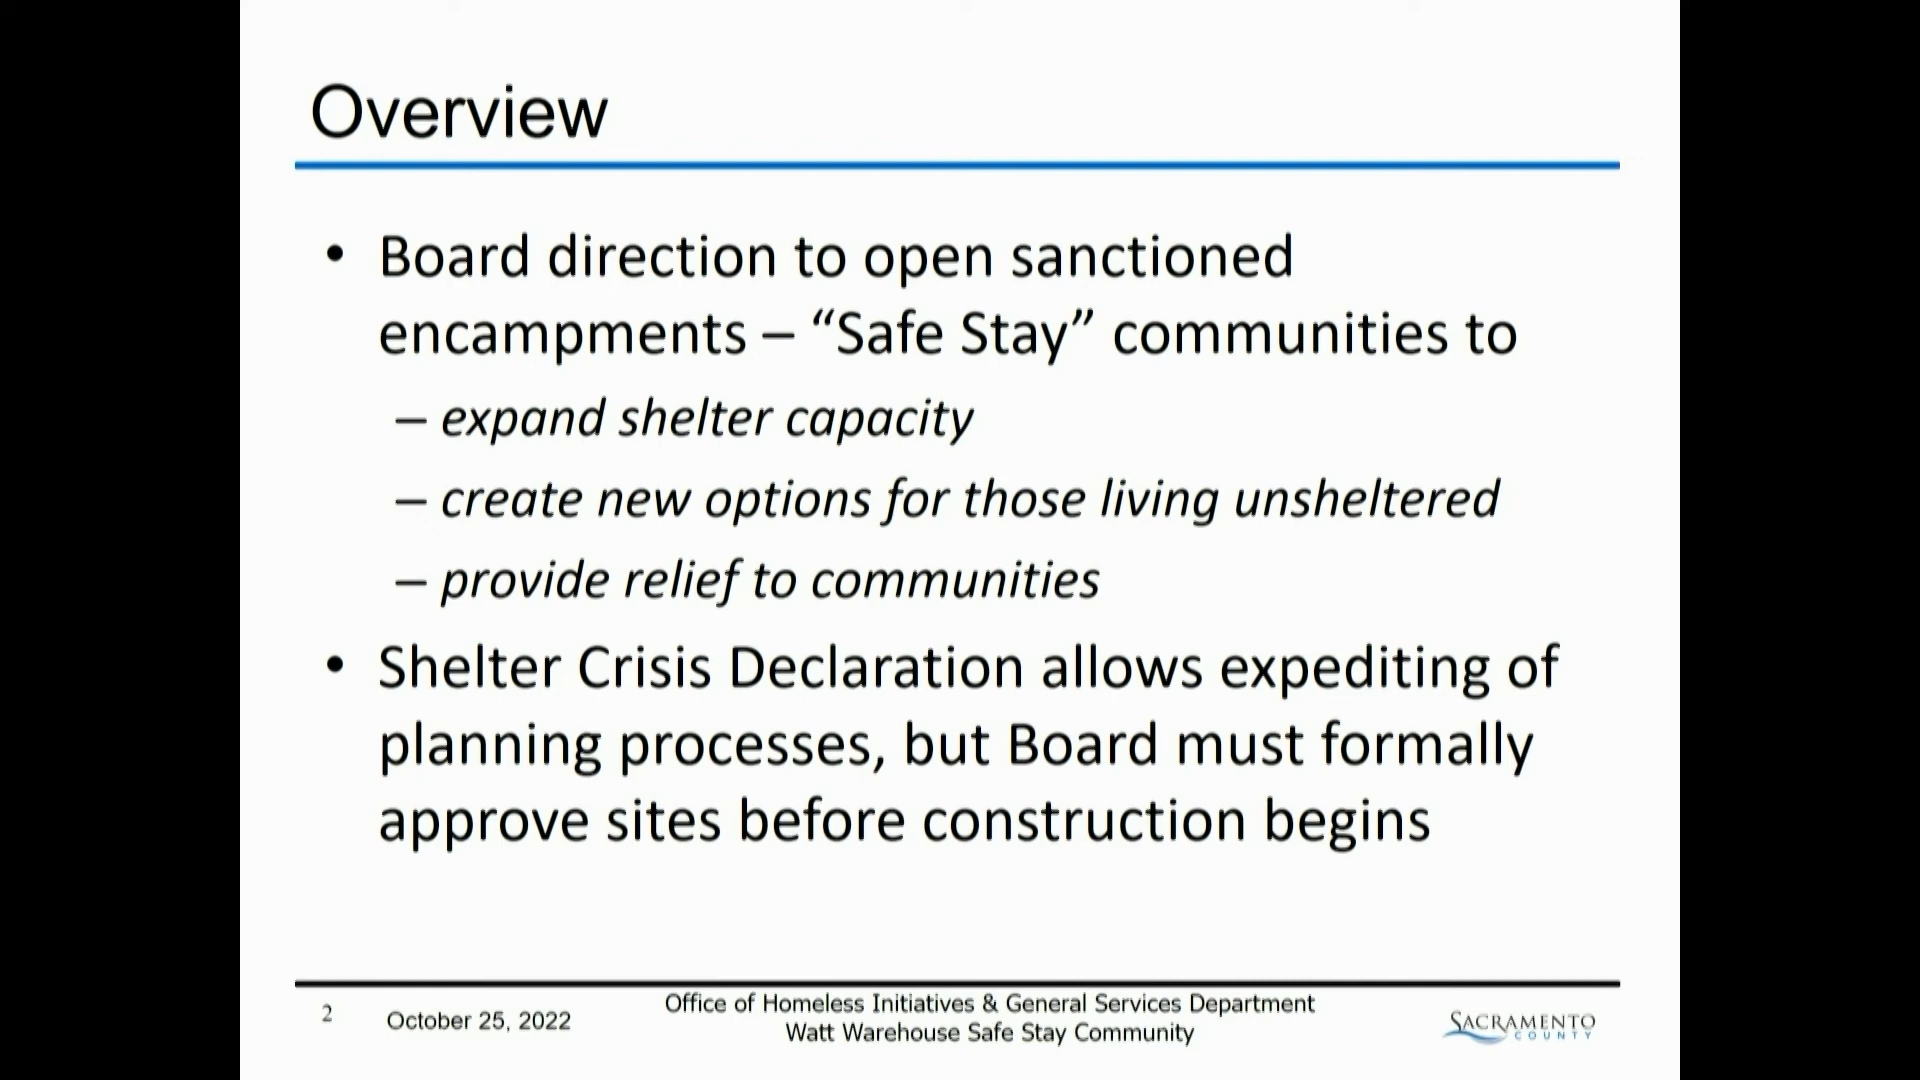 Overview
• Board direction to open sanctioned
encampments – “Safe Stay” communities to
– expand shelter capacity
– create new options for those living unsheltered
– provide relief to communities
• Shelter Crisis Declaration allows expediting of
planning processes, but Board must formally
approve sites before construction begins
2
October 25, 2022
Office of Homeless Initiatives & General Services Department
Watt Warehouse Safe Stay Community
SACRAMENTO
COUNTY